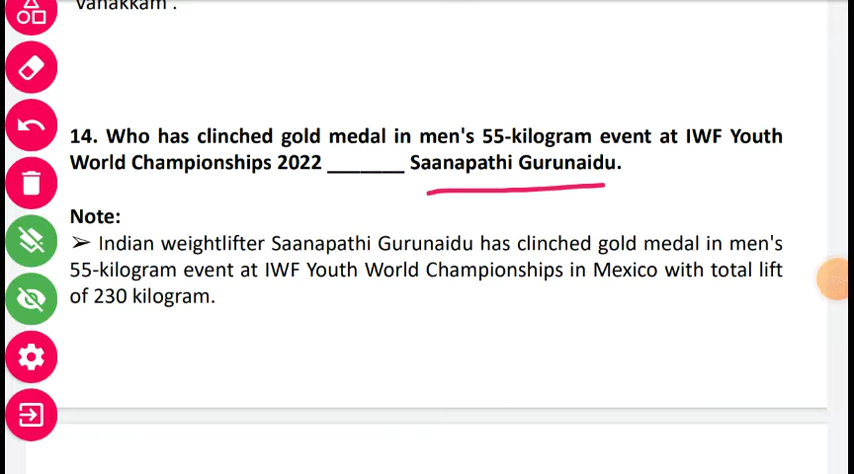 Vanakkam .
14. Who has clinched gold medal in men's 55-kilogram event at IWF Youth
World Championships 2022 _______ Saanapathi Gurunaidu.
Note:
➢ Indian weightlifter Saanapathi Gurunaidu has clinched gold medal in men's
55-kilogram event at IWF Youth World Championships in Mexico with total lift
of 230 kilogram.